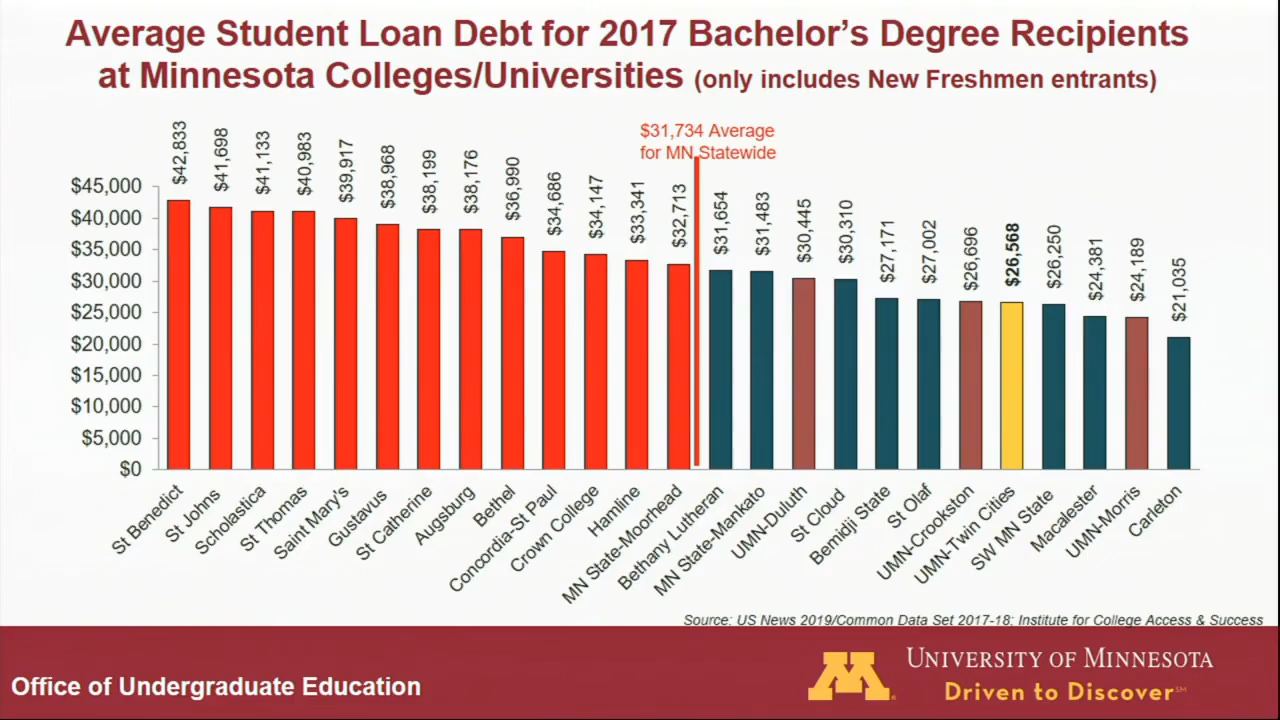 Average Student Loan Debt for 2017 Bachelor’s Degree Recipients
at Minnesota Colleges/Universities (only includes New Freshmen entrants)
$31,734 Average
for MN Statewide
$42,833
$41,698
$41,133
$40,983
$39,917
$38,968
$38,199
$38,176
$36,990
$34,686
$34,147
$33,341
$32,713
$31,654
$31,483
$30,445
$30,310
$27,171
$27,002
$26,696
$26,568
$26,250
$24,381
$24,189
$21,035
$45,000
$40,000
$35,000
$30,000
$25,000
$20,000
$15,000
$10,000
$5,000
$0
St Benedict
St Johns
Scholastica
St Thomas
Saint Mary's
Gustavus
St Catherine
Augsburg
Bethel
Concordia-St Paul
Crown College
Hamline
MN State-Moorhead
Bethany Lutheran
MN State-Mankato
UMN-Duluth
St Cloud
Bemidji State
St Olaf
UMN-Crookston
UMN-Twin Cities
SW MN State
Macalester
UMN-Morris
Carleton
Source: US News 2019/Common Data Set 2017-18; Institute for College Access & Success
Office of Undergraduate Education
M
UNIVERSITY OF MINNESOTA
Driven to Discover℠